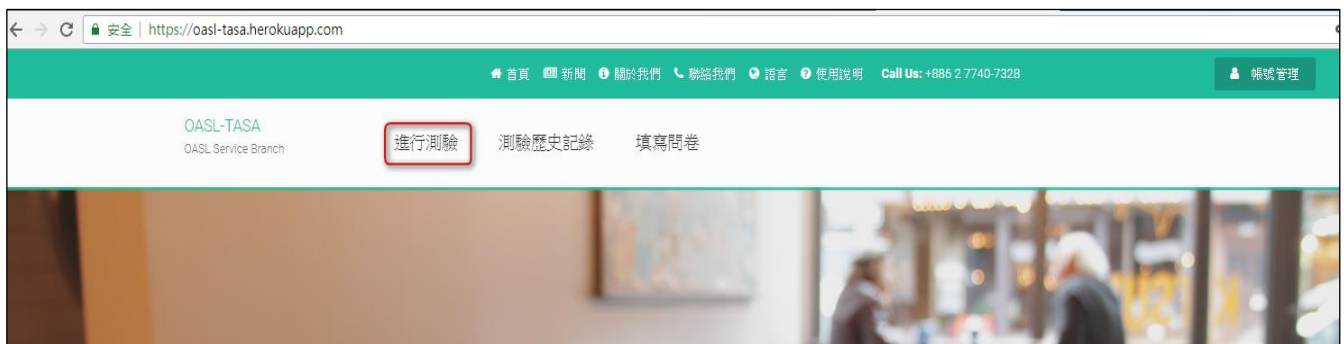 安全 | https://oasl-tasa.herokuapp.com
首頁 新聞 關於我們 聯絡我們 語言 使用說明 Call Us: +886 2 7740-7328 帳號管理
OASL-TASA
OASL Service Branch
進行測驗 測驗歷史記錄 填寫問卷